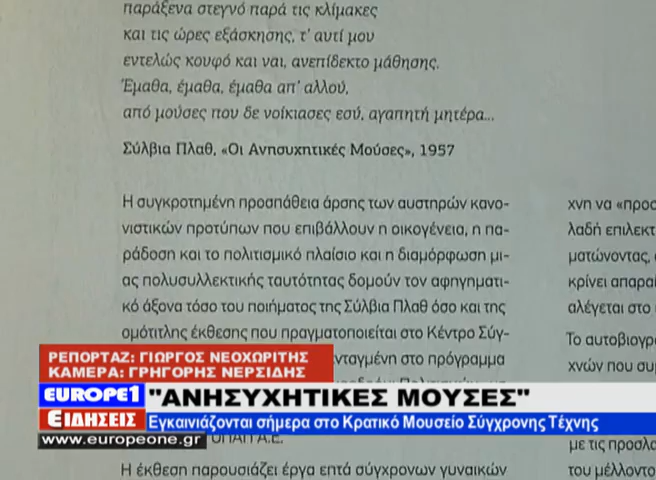 παράξενα στεγνό παρά τις κλίμακες
και τις ώρες εξάσκησης, τ' αυτί μου
εντελώς κουφό και ναι, ανεπίδεκτο μάθησης.
Έμαθα, έμαθα, έμαθα απ' αλλού,
από μούσες που δε νοίκιασες εσύ, αγαπητή μητέρα...
Σύλβια Πλαθ, «Οι Ανησυχητικές Μούσες», 1957
Η συγκροτημένη προσπάθεια άρσης των αυστηρών κανο-
νιστικών προτύπων που επιβάλλουν η οικογένεια, η πα-
ράδοση και το πολιτισμικό πλαίσιο και η διαμόρφωση μι-
ας πολυσυλλεκτικής ταυτότητας δομούν τον αφηγηματι-
κό άξονα τόσο του ποιήματος της Σύλβια Πλαθ όσο και της
ομότιτλης έκθεσης που πραγματοποιείται στο Κέντρο Σύγ-
νταγμένη στο πρόγραμμα
Η έκθεση παρουσιάζει έργα επτά σύγχρονων γυναικών
χνη να «προσ
λαδή επιλεκτ
ματώνοντας,
κρίνει απαραί
αλέγεται στο
Το αυτοβιογρ
χνών που συμ
με τις προσλα
του μέλλοντο
ΡΕΠΟΡΤΑΖ: ΓΙΩΡΓΟΣ ΝΕΟΧΩΡΙΤΗΣ
ΚΑΜΕΡΑ: ΓΡΗΓΟΡΗΣ ΝΕΡΣΙΔΗΣ
EUROPE1 "ΑΝΗΣΥΧΗΤΙΚΕΣ ΜΟΥΣΕΣ"
ΕΙΔΗΣΕΙΣ Εγκαινιάζονται σήμερα στο Κρατικό Μουσείο Σύγχρονης Τέχνης
www.europeone.gr